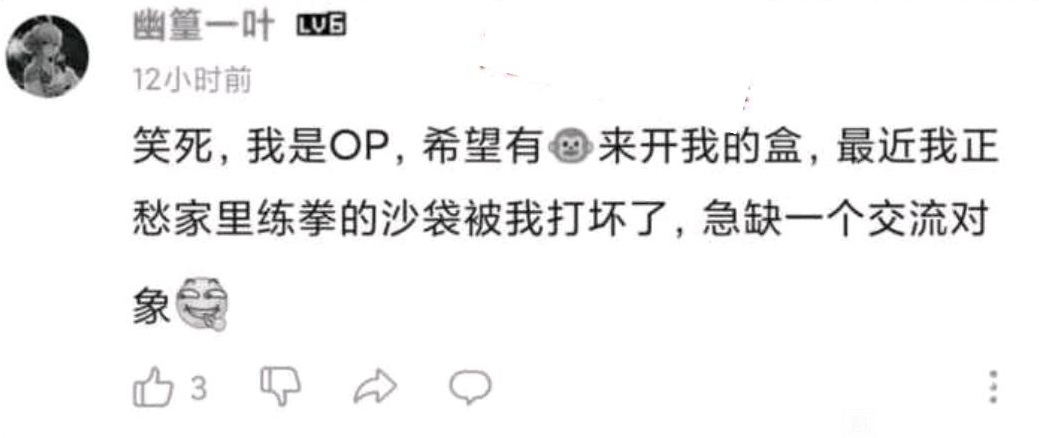 幽篁一叶 LV6
12小时前
笑死，我是OP，希望有🐵来开我的盒，最近我正
愁家里练拳的沙袋被我打坏了，急缺一个交流对
象
3